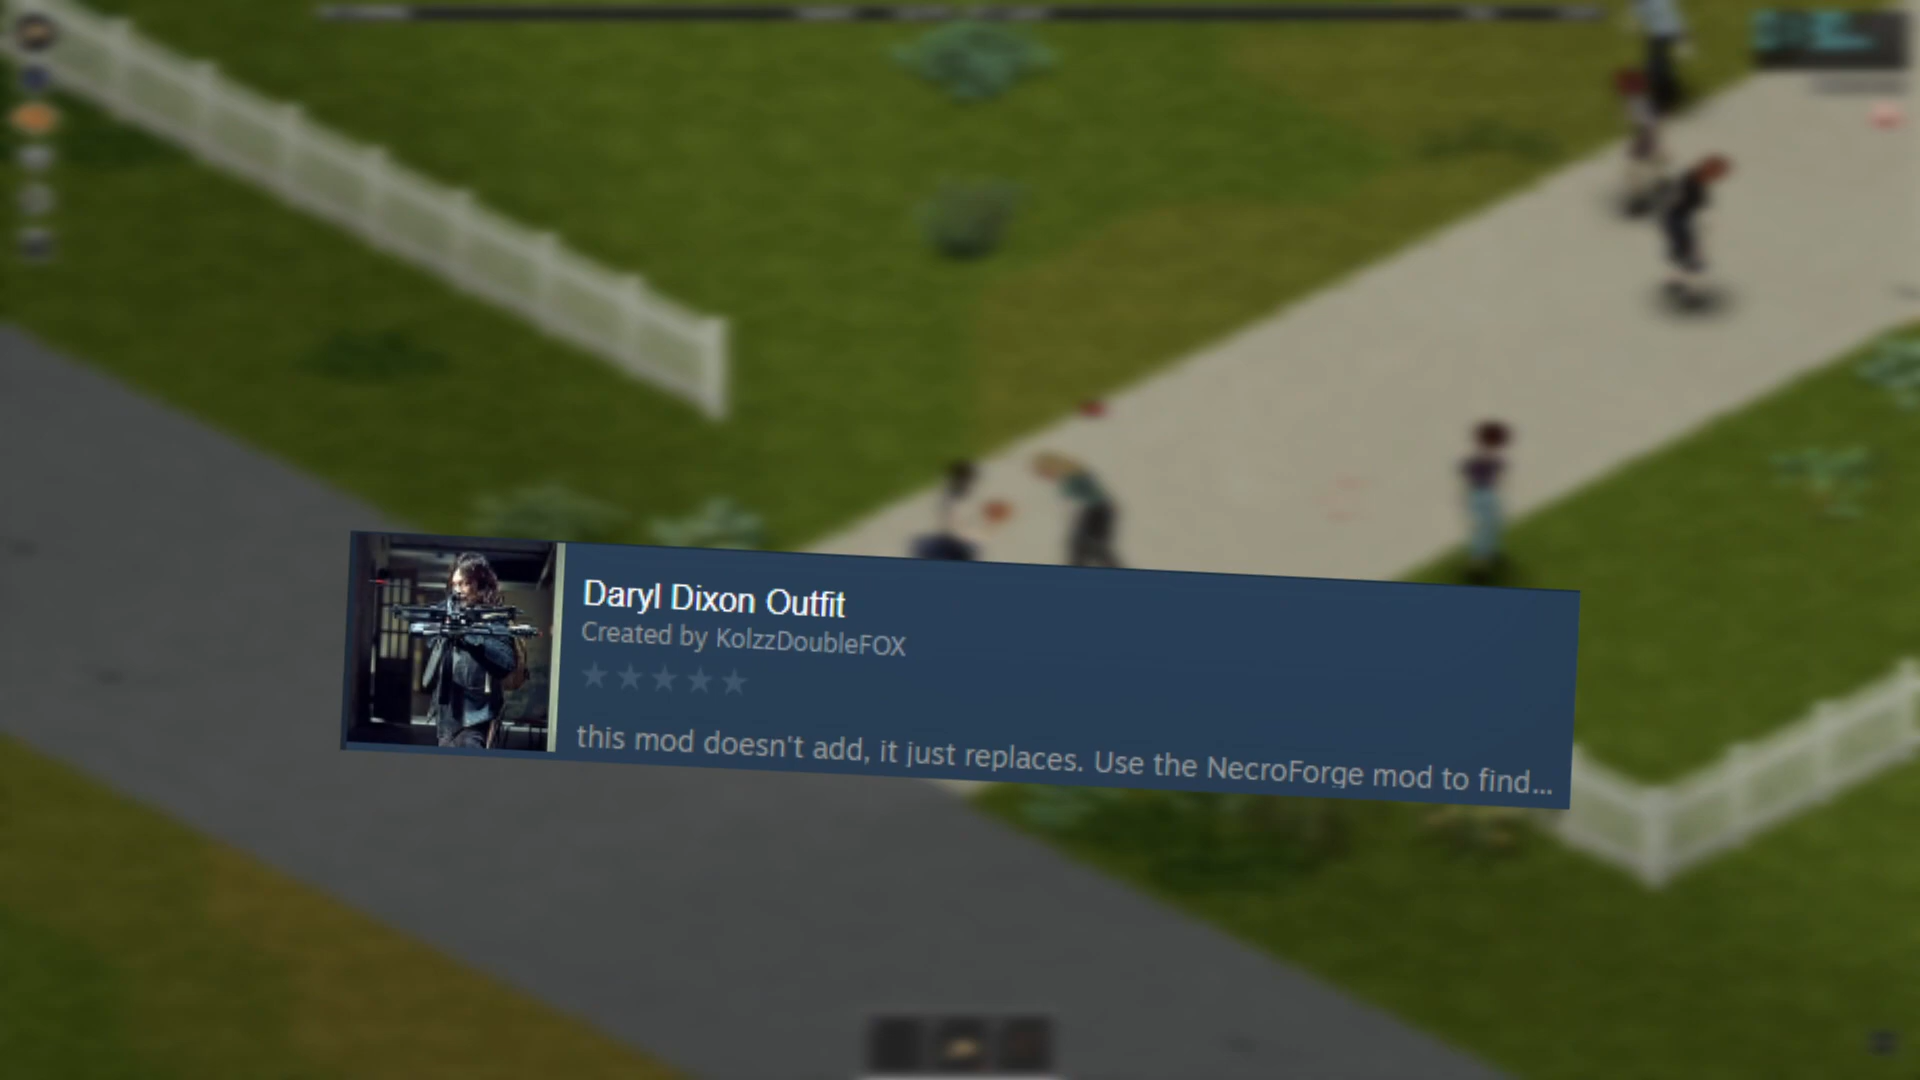 Daryl Dixon Outfit
Created by KolzzDoubleFOX
this mod doesn't add, it just replaces. Use the NecroForge mod to find...